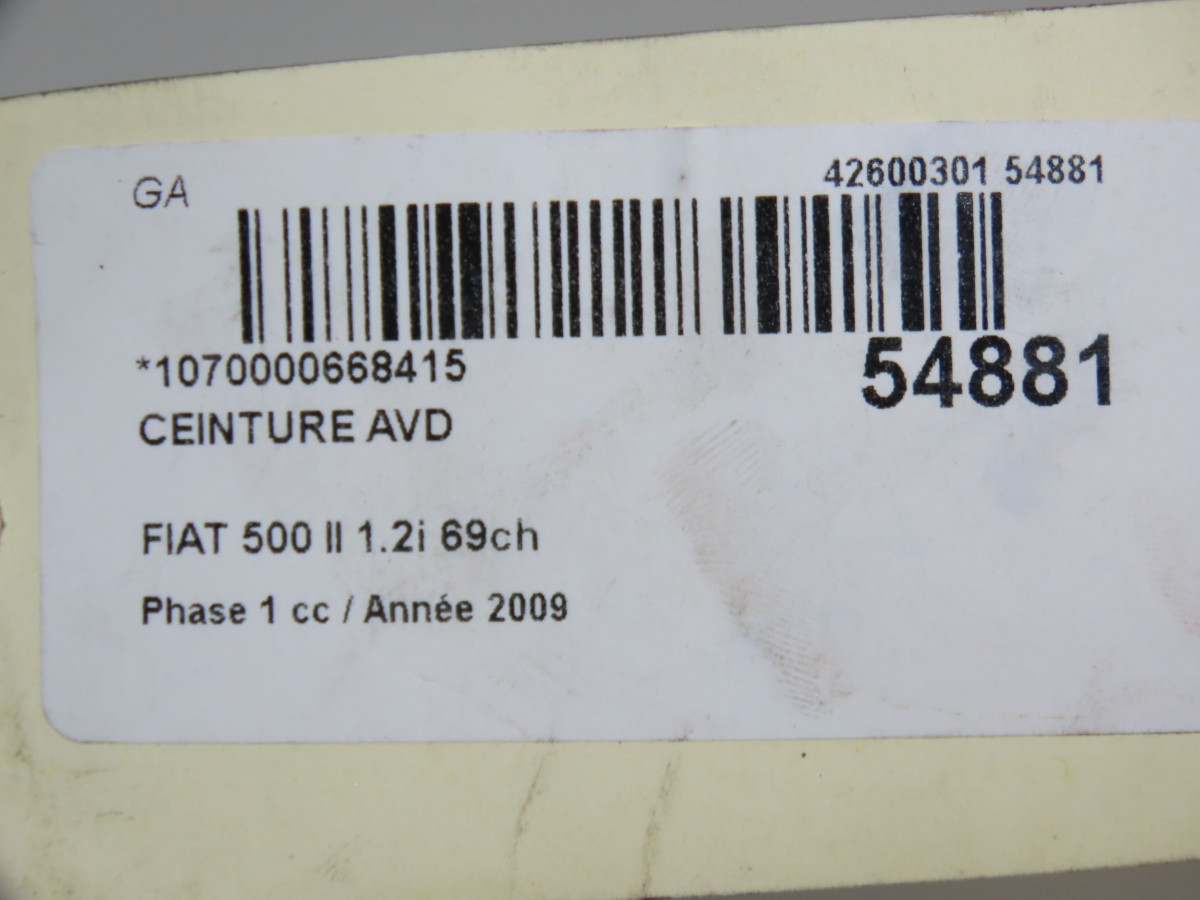 GA
42600301 54881
*1070000668415
54881
CEINTURE AVD
FIAT 500 II 1.2i 69ch
Phase 1 cc / Année 2009